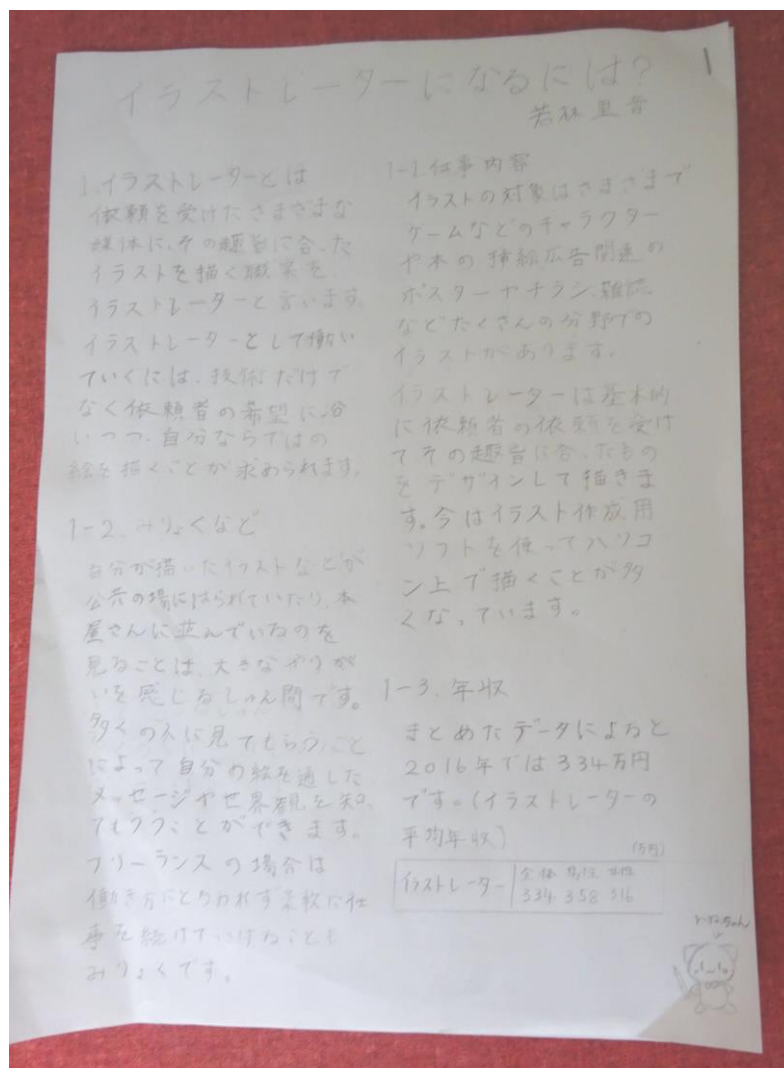 イラストレーターになるには?
若林里音
1.イラストレーターとは
依頼を受けたさまざまな
媒体に、その趣旨に合った
イラストを描く職業を
イラストレーターと言います。
イラストレーターとして働い
ていくには、技術だけで
なく依頼者の希望に沿
いつつ、自分ならではの
絵を描くことが求められます。
1-1.仕事内容
イラストの対象はさまざまで
ゲームなどのキャラクター
や本の挿絵広告関連の
ポスターやチラシ、雑誌
などたくさんの分野での
イラストがあります。
イラストレーターは基本的
に依頼者の依頼を受け
てその趣旨に合ったもの
をデザインして描きま
す。今はイラスト作成用
ソフトを使ってパソコ
ン上で描くことが多
くなっています。
1-2.みりょくなど
自分が描いたイラストなどが
公共の場にはられていたり、本
屋さんに並んでいるのを
見ることは、大きなやりが
いを感じるしゅん間です。
多くの人に見てもらうこと
によって自分の絵を通した
メッセージや世界観を知っ
てもらうことができます。
フリーランスの場合は
働き方にとらわれず柔軟に仕
事を続けていけることも
みりょくです。
1-3.年収
まとめたデータによると
2016年では334万円
です。(イラストレーターの
平均年収)
(万円)
イラストレーター 全体 男性 女性
334 358 316